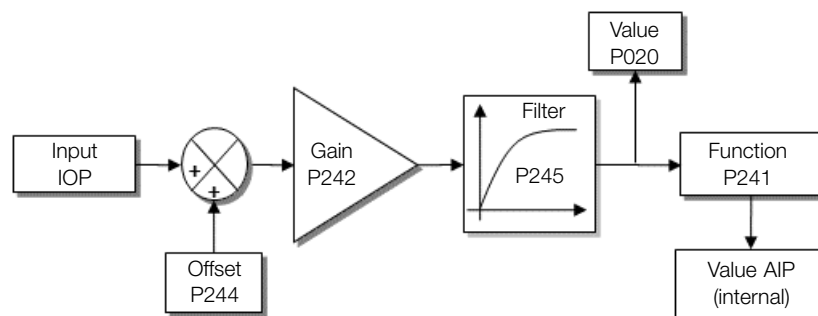 Input
IOP
+
+
Offset
P244
Gain
P242
Filter
P245
Value
P020
Function
P241
Value AIP
(internal)